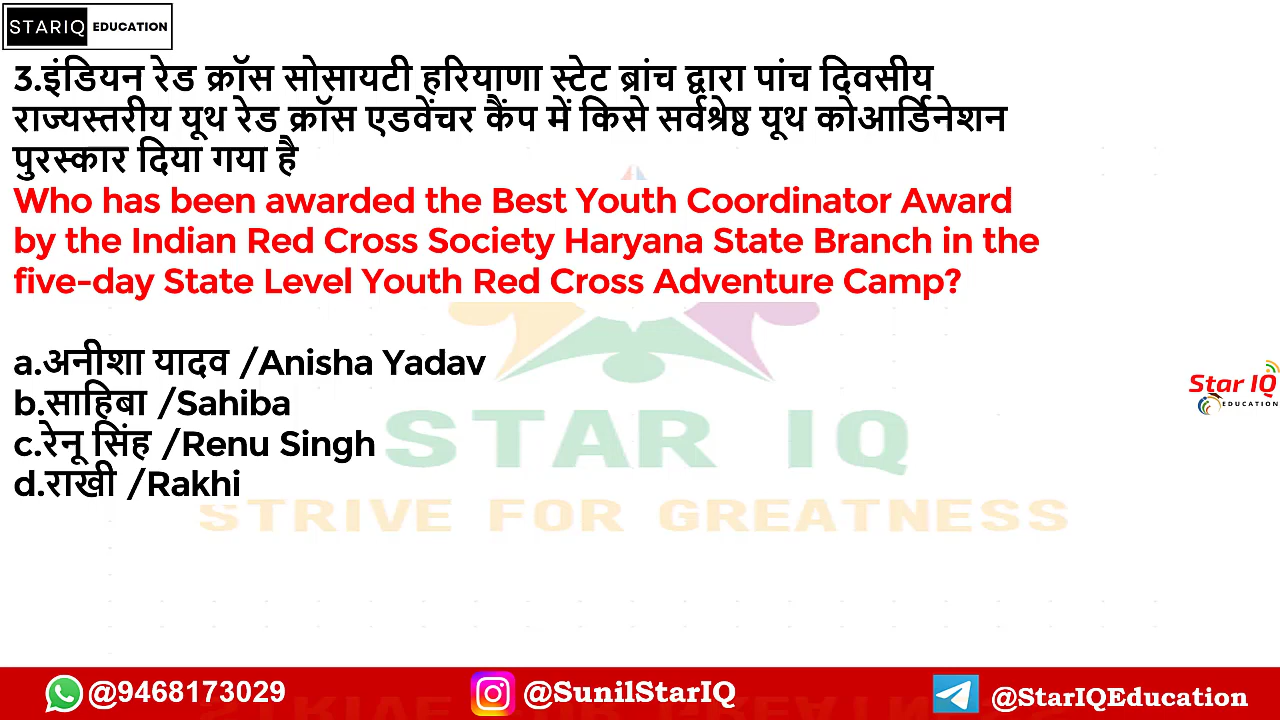 STARIQ EDUCATION
3.इंडियन रेड क्रॉस सोसायटी हरियाणा स्टेट ब्रांच द्वारा पांच दिवसीय
राज्यस्तरीय यूथ रेड क्रॉस एडवेंचर कैंप में किसे सर्वश्रेष्ठ यूथ कोआर्डिनेशन
पुरस्कार दिया गया है
Who has been awarded the Best Youth Coordinator Award
by the Indian Red Cross Society Haryana State Branch in the
five-day State Level Youth Red Cross Adventure Camp?
a.अनीशा यादव /Anisha Yadav
b.साहिबा /Sahiba
c.रेनू सिंह /Renu Singh
d.राखी /Rakhi
STAR IQ
STRIVE FOR GREATNESS
Star IQ
EDUCATION
@9468173029 @SunilStarIQ @StarIQEducation